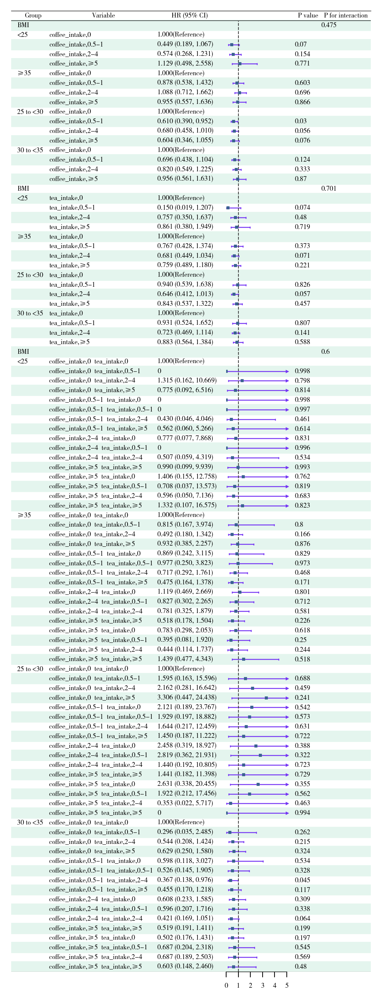 Group Variable HR (95% CI) P value P for interaction
BMI 0.475
<25 coffee_intake,0 1.000(Reference)
coffee_intake,0.5−1 0.449 (0.189, 1.067) 0.07
coffee_intake,2−4 0.574 (0.268, 1.231) 0.154
coffee_intake,≥5 1.129 (0.498, 2.558) 0.771
≥35 coffee_intake,0 1.000(Reference)
coffee_intake,0.5−1 0.878 (0.538, 1.432) 0.603
coffee_intake,2−4 1.088 (0.712, 1.662) 0.696
coffee_intake,≥5 0.955 (0.557, 1.636) 0.866
25 to <30 coffee_intake,0 1.000(Reference)
coffee_intake,0.5−1 0.610 (0.390, 0.952) 0.03
coffee_intake,2−4 0.680 (0.458, 1.010) 0.056
coffee_intake,≥5 0.604 (0.346, 1.055) 0.076
30 to <35 coffee_intake,0 1.000(Reference)
coffee_intake,0.5−1 0.696 (0.438, 1.104) 0.124
coffee_intake,2−4 0.820 (0.549, 1.225) 0.333
coffee_intake,≥5 0.956 (0.561, 1.631) 0.87
BMI 0.701
<25 tea_intake,0 1.000(Reference)
tea_intake,0.5−1 0.150 (0.019, 1.207) 0.074
tea_intake,2−4 0.757 (0.350, 1.637) 0.48
tea_intake,≥5 0.861 (0.380, 1.949) 0.719
≥35 tea_intake,0 1.000(Reference)
tea_intake,0.5−1 0.767 (0.428, 1.374) 0.373
tea_intake,2−4 0.681 (0.449, 1.034) 0.071
tea_intake,≥5 0.759 (0.489, 1.180) 0.221
25 to <30 tea_intake,0 1.000(Reference)
tea_intake,0.5−1 0.940 (0.539, 1.638) 0.826
tea_intake,2−4 0.646 (0.412, 1.013) 0.057
tea_intake,≥5 0.843 (0.537, 1.322) 0.457
30 to <35 tea_intake,0 1.000(Reference)
tea_intake,0.5−1 0.931 (0.524, 1.652) 0.807
tea_intake,2−4 0.723 (0.469, 1.114) 0.141
tea_intake,≥5 0.883 (0.564, 1.384) 0.588
BMI 0.6
<25 coffee_intake,0 tea_intake,0 1.000(Reference)
coffee_intake,0 tea_intake,0.5−1 0 0.998
coffee_intake,0 tea_intake,2−4 1.315 (0.162, 10.669) 0.798
coffee_intake,0 tea_intake,≥5 0.775 (0.092, 6.516) 0.814
coffee_intake,0.5−1 tea_intake,0 0 0.998
coffee_intake,0.5−1 tea_intake,0.5−1 0 0.997
coffee_intake,0.5−1 tea_intake,2−4 0.430 (0.046, 4.046) 0.461
coffee_intake,0.5−1 tea_intake,≥5 0.562 (0.060, 5.266) 0.614
coffee_intake,2−4 tea_intake,0 0.777 (0.077, 7.868) 0.831
coffee_intake,2−4 tea_intake,0.5−1 0 0.996
coffee_intake,2−4 tea_intake,2−4 0.507 (0.059, 4.319) 0.534
coffee_intake,≥5 tea_intake,≥5 0.990 (0.099, 9.939) 0.993
coffee_intake,≥5 tea_intake,0 1.406 (0.155, 12.758) 0.762
coffee_intake,≥5 tea_intake,0.5−1 0.708 (0.037, 13.573) 0.819
coffee_intake,≥5 tea_intake,2−4 0.596 (0.050, 7.136) 0.683
coffee_intake,≥5 tea_intake,≥5 1.332 (0.107, 16.575) 0.823
≥35 coffee_intake,0 tea_intake,0 1.000(Reference)
coffee_intake,0 tea_intake,0.5−1 0.815 (0.167, 3.974) 0.8
coffee_intake,0 tea_intake,2−4 0.492 (0.180, 1.342) 0.166
coffee_intake,0 tea_intake,≥5 0.932 (0.385, 2.257) 0.876
coffee_intake,0.5−1 tea_intake,0 0.869 (0.242, 3.115) 0.829
coffee_intake,0.5−1 tea_intake,0.5−1 0.977 (0.250, 3.823) 0.973
coffee_intake,0.5−1 tea_intake,2−4 0.717 (0.292, 1.761) 0.468
coffee_intake,0.5−1 tea_intake,≥5 0.475 (0.164, 1.378) 0.171
coffee_intake,2−4 tea_intake,0 1.119 (0.469, 2.669) 0.801
coffee_intake,2−4 tea_intake,0.5−1 0.827 (0.302, 2.265) 0.712
coffee_intake,2−4 tea_intake,2−4 0.781 (0.325, 1.879) 0.581
coffee_intake,≥5 tea_intake,≥5 0.518 (0.178, 1.504) 0.226
coffee_intake,≥5 tea_intake,0 0.783 (0.298, 2.053) 0.618
coffee_intake,≥5 tea_intake,0.5−1 0.395 (0.081, 1.920) 0.25
coffee_intake,≥5 tea_intake,2−4 0.444 (0.114, 1.737) 0.244
coffee_intake,≥5 tea_intake,≥5 1.439 (0.477, 4.343) 0.518
25 to <30 coffee_intake,0 tea_intake,0 1.000(Reference)
coffee_intake,0 tea_intake,0.5−1 1.595 (0.163, 15.596) 0.688
coffee_intake,0 tea_intake,2−4 2.162 (0.281, 16.642) 0.459
coffee_intake,0 tea_intake,≥5 3.306 (0.447, 24.438) 0.241
coffee_intake,0.5−1 tea_intake,0 2.121 (0.189, 23.767) 0.542
coffee_intake,0.5−1 tea_intake,0.5−1 1.929 (0.197, 18.882) 0.573
coffee_intake,0.5−1 tea_intake,2−4 1.644 (0.217, 12.459) 0.631
coffee_intake,0.5−1 tea_intake,≥5 1.450 (0.187, 11.222) 0.722
coffee_intake,2−4 tea_intake,0 2.458 (0.319, 18.927) 0.388
coffee_intake,2−4 tea_intake,0.5−1 2.819 (0.362, 21.931) 0.322
coffee_intake,2−4 tea_intake,2−4 1.440 (0.192, 10.805) 0.723
coffee_intake,≥5 tea_intake,≥5 1.441 (0.182, 11.398) 0.729
coffee_intake,≥5 tea_intake,0 2.631 (0.338, 20.455) 0.355
coffee_intake,≥5 tea_intake,0.5−1 1.922 (0.212, 17.456) 0.562
coffee_intake,≥5 tea_intake,2−4 0.353 (0.022, 5.717) 0.463
coffee_intake,≥5 tea_intake,≥5 0 0.994
30 to <35 coffee_intake,0 tea_intake,0 1.000(Reference)
coffee_intake,0 tea_intake,0.5−1 0.296 (0.035, 2.485) 0.262
coffee_intake,0 tea_intake,2−4 0.544 (0.208, 1.424) 0.215
coffee_intake,0 tea_intake,≥5 0.629 (0.250, 1.580) 0.324
coffee_intake,0.5−1 tea_intake,0 0.598 (0.118, 3.027) 0.534
coffee_intake,0.5−1 tea_intake,0.5−1 0.526 (0.145, 1.905) 0.328
coffee_intake,0.5−1 tea_intake,2−4 0.367 (0.138, 0.976) 0.045
coffee_intake,0.5−1 tea_intake,≥5 0.455 (0.170, 1.218) 0.117
coffee_intake,2−4 tea_intake,0 0.608 (0.233, 1.585) 0.309
coffee_intake,2−4 tea_intake,0.5−1 0.596 (0.207, 1.716) 0.338
coffee_intake,2−4 tea_intake,2−4 0.421 (0.169, 1.051) 0.064
coffee_intake,≥5 tea_intake,≥5 0.519 (0.191, 1.411) 0.199
coffee_intake,≥5 tea_intake,0 0.502 (0.176, 1.431) 0.197
coffee_intake,≥5 tea_intake,0.5−1 0.687 (0.204, 2.318) 0.545
coffee_intake,≥5 tea_intake,2−4 0.687 (0.189, 2.503) 0.569
coffee_intake,≥5 tea_intake,≥5 0.603 (0.148, 2.460) 0.48
0 1 2 3 4 5